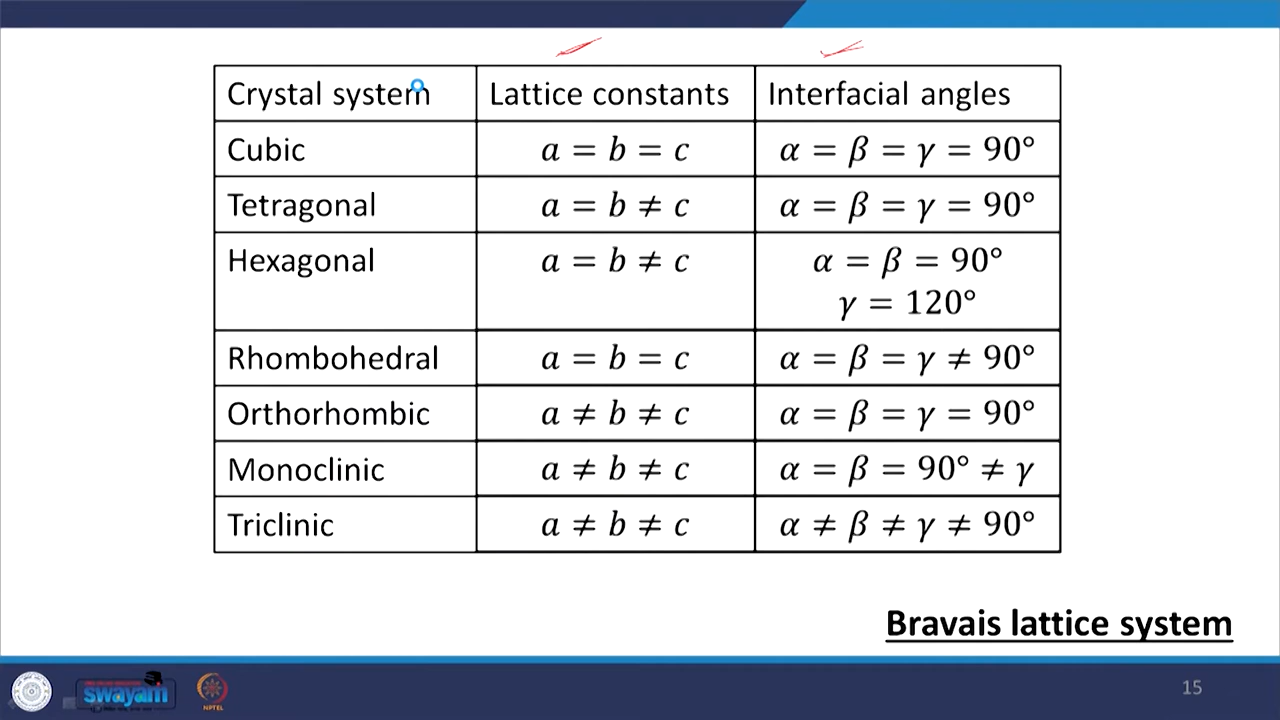 Crystal system Lattice constants Interfacial angles
Cubic a = b = c α = β = γ = 90°
Tetragonal a = b ≠ c α = β = γ = 90°
Hexagonal a = b ≠ c α = β = 90°
γ = 120°
Rhombohedral a = b = c α = β = γ ≠ 90°
Orthorhombic a ≠ b ≠ c α = β = γ = 90°
Monoclinic a ≠ b ≠ c α = β = 90° ≠ γ
Triclinic a ≠ b ≠ c α ≠ β ≠ γ ≠ 90°
Bravais lattice system
swayam
NPTEL
15